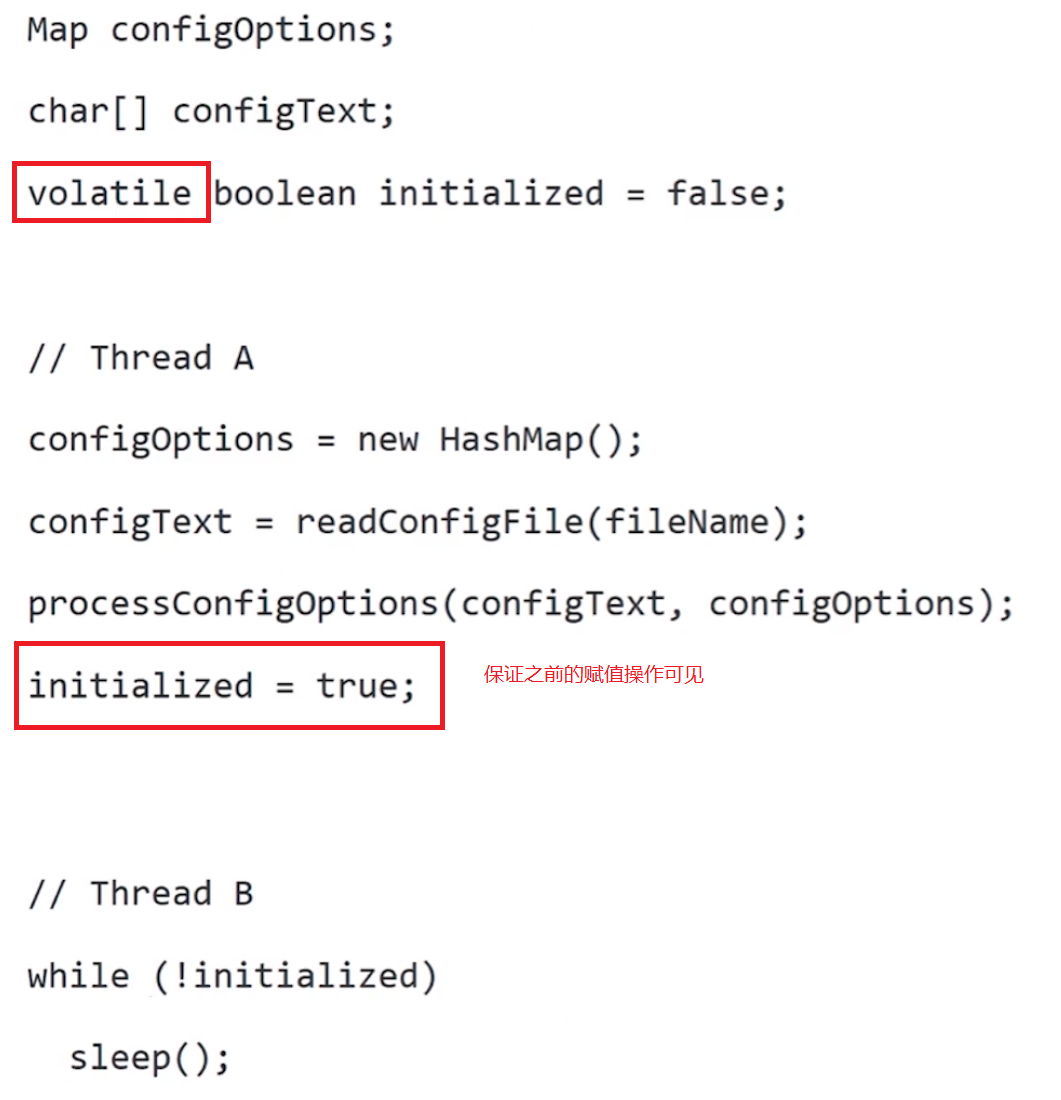 Map configOptions;
char[] configText;
volatile boolean initialized = false;
// Thread A
configOptions = new HashMap();
configText = readConfigFile(fileName);
processConfigOptions(configText, configOptions);
initialized = true; 保证之前的赋值操作可见
// Thread B
while (!initialized)
  sleep();